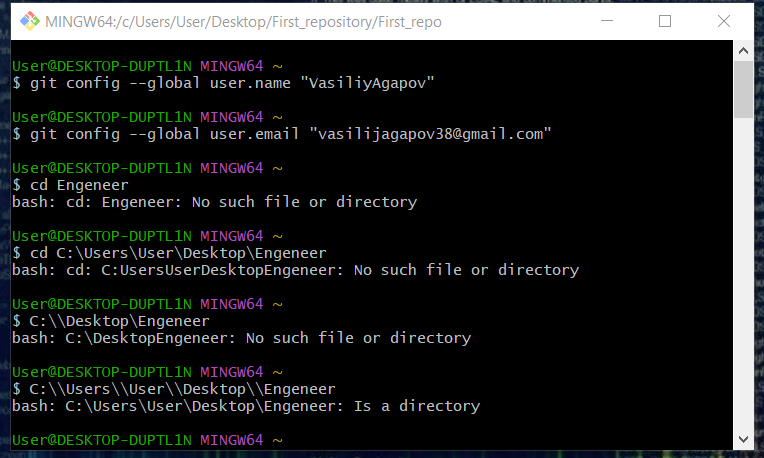 MINGW64:/c/Users/User/Desktop/First_repository/First_repo
User@DESKTOP-DUPTL1N MINGW64 ~
$ git config --global user.name "VasiliyAgapov"
User@DESKTOP-DUPTL1N MINGW64 ~
$ git config --global user.email "vasilijagapov38@gmail.com"
User@DESKTOP-DUPTL1N MINGW64 ~
$ cd Engeneer
bash: cd: Engeneer: No such file or directory
User@DESKTOP-DUPTL1N MINGW64 ~
$ cd C:\Users\User\Desktop\Engeneer
bash: cd: C:UsersUserDesktopEngeneer: No such file or directory
User@DESKTOP-DUPTL1N MINGW64 ~
$ C:\\Desktop\Engeneer
bash: C:\DesktopEngeneer: No such file or directory
User@DESKTOP-DUPTL1N MINGW64 ~
$ C:\\Users\\User\\Desktop\\Engeneer
bash: C:\Users\User\Desktop\Engeneer: Is a directory
User@DESKTOP-DUPTL1N MINGW64 ~